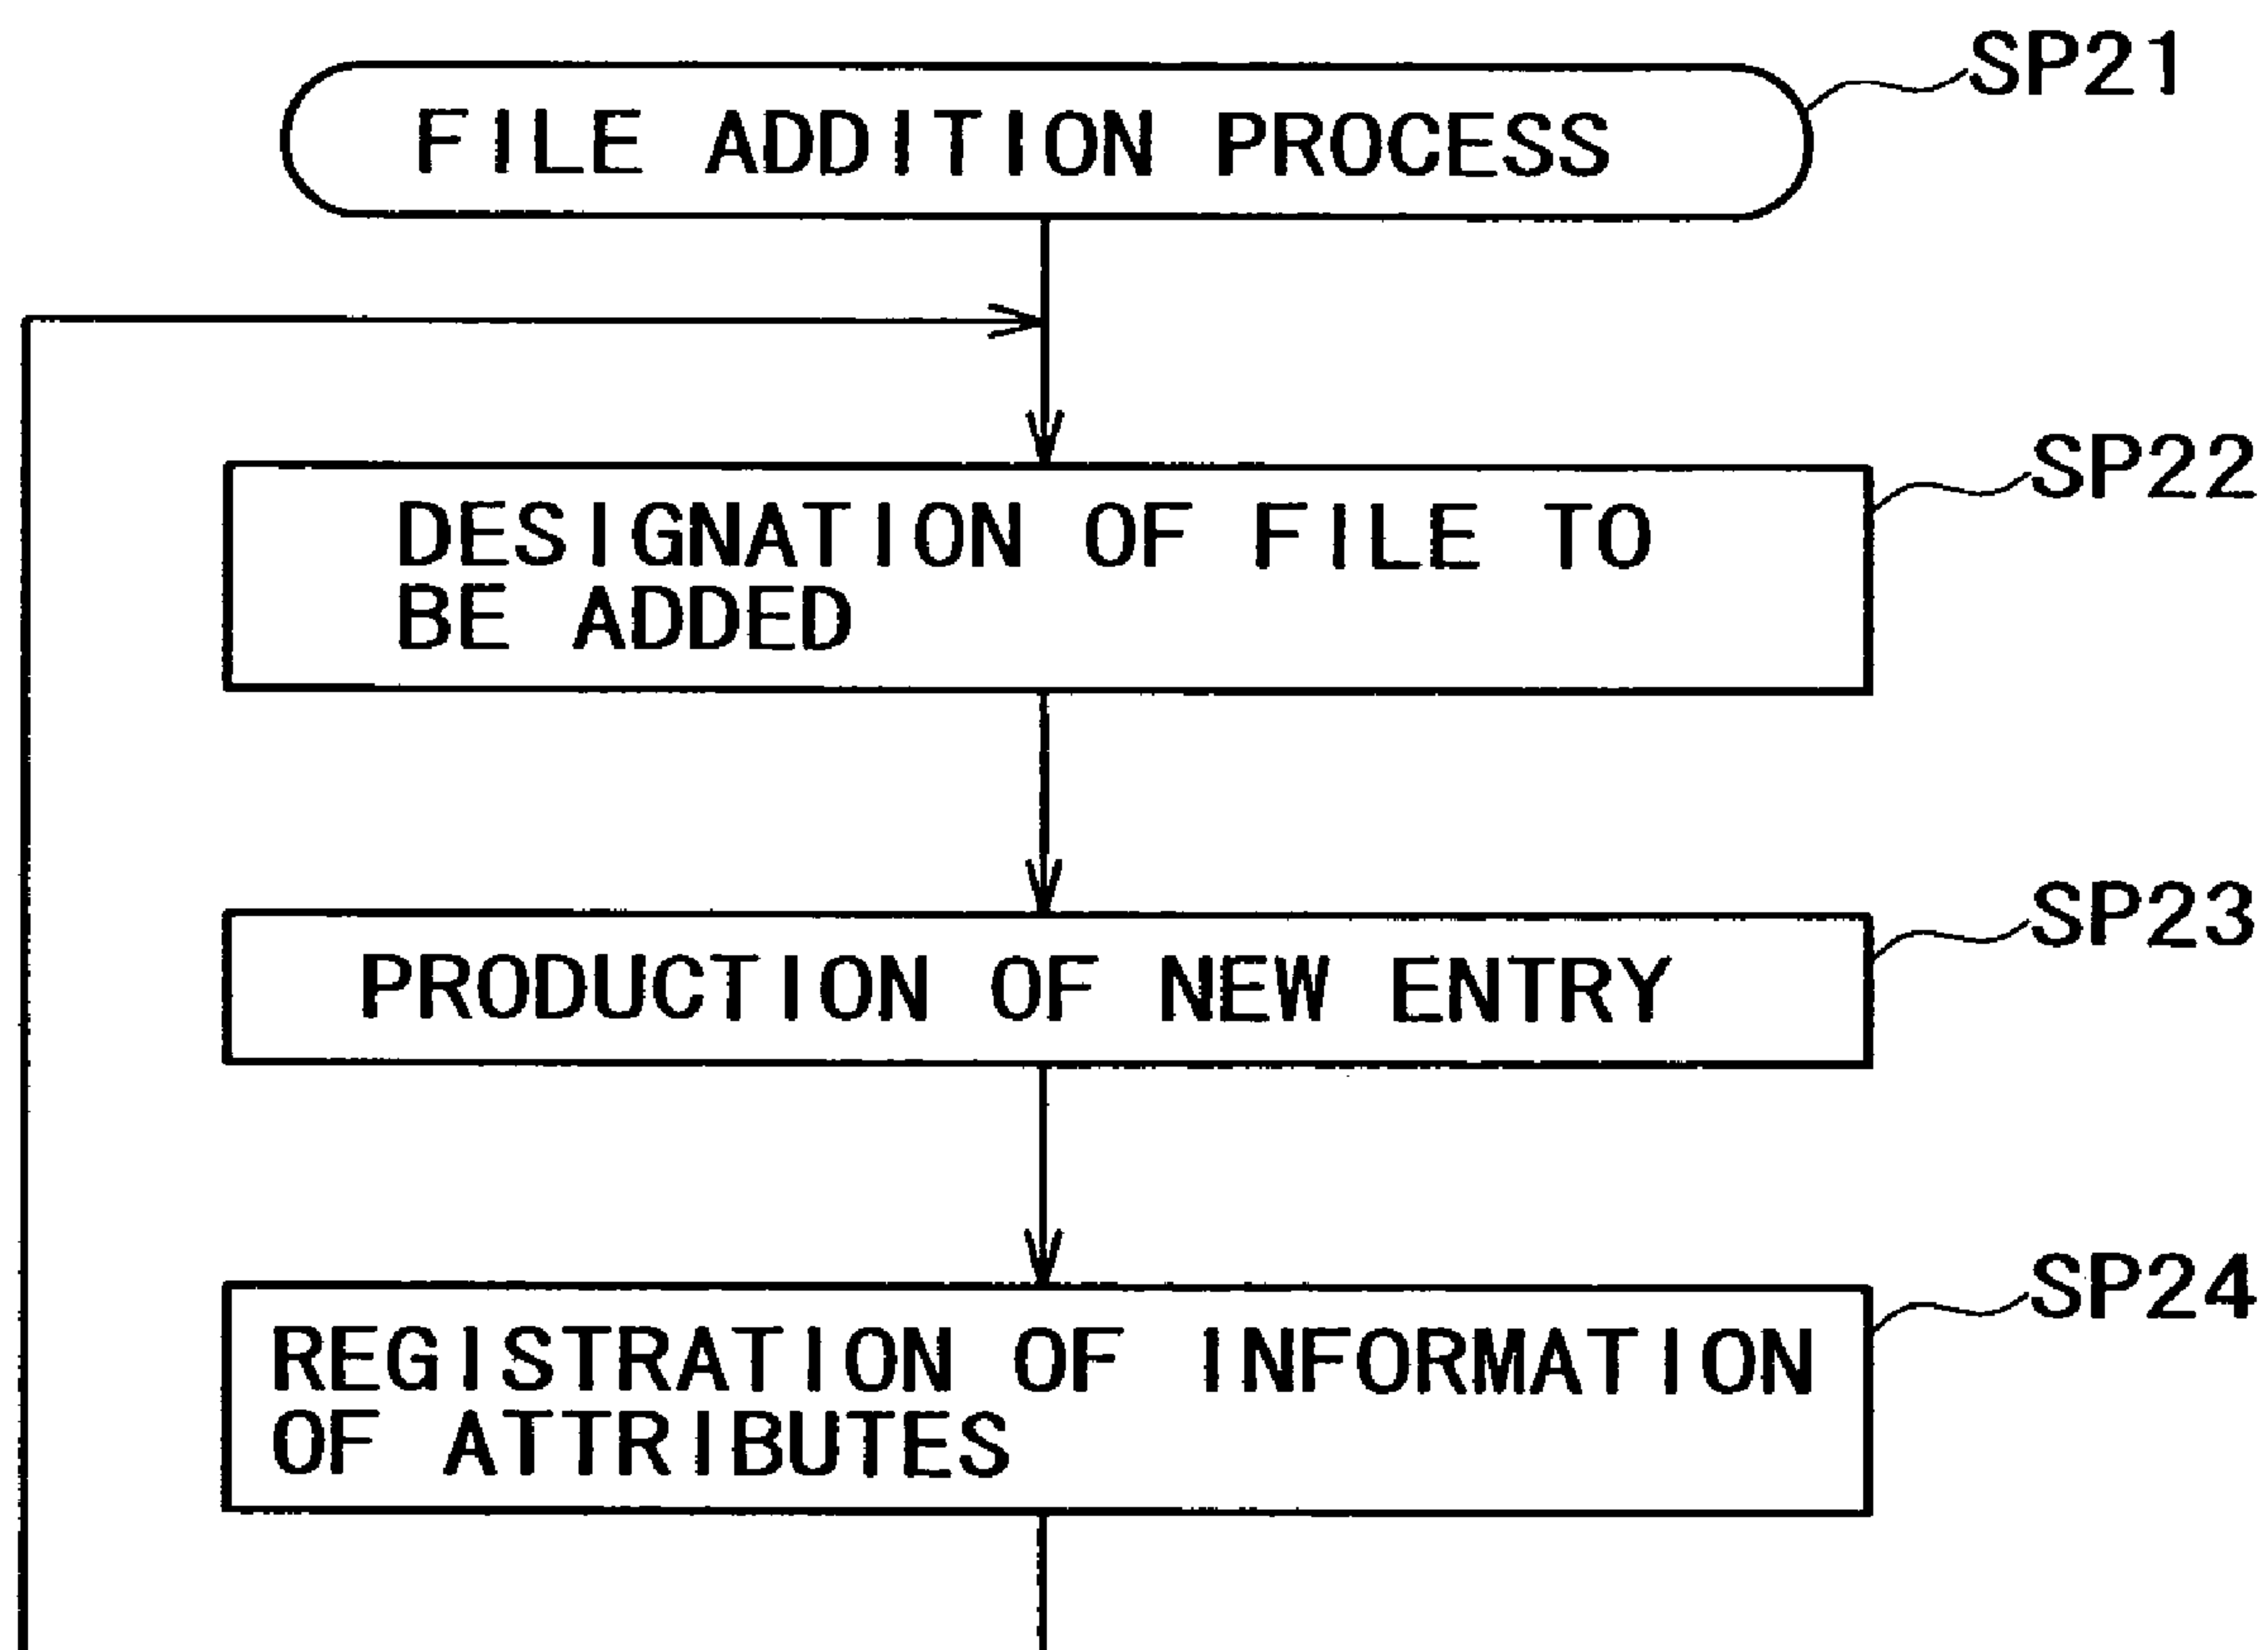 SP21
FILE ADDITION PROCESS
SP22
DESIGNATION OF FILE TO
BE ADDED
SP23
PRODUCTION OF NEW ENTRY
SP24
REGISTRATION OF INFORMATION
OF ATTRIBUTES